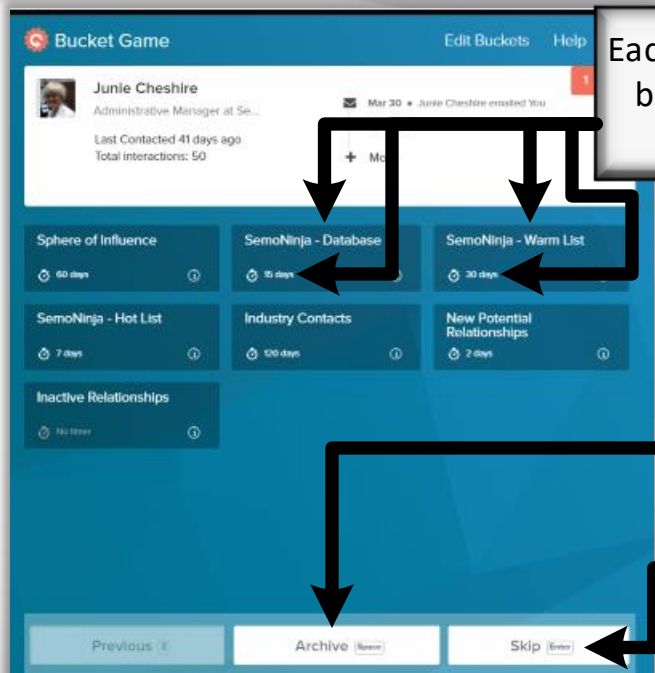 Bucket Game
Edit Buckets Help
Eac
b
1
Junie Cheshire
Administrative Manager at Se...
Mar 30 • Junie Cheshire emailed You
Last Contacted 41 days ago
Total interactions: 50
+ Mo
Sphere of Influence
60 days
SemoNinja - Database
15 days
SemoNinja - Warm List
30 days
SemoNinja - Hot List
7 days
Industry Contacts
120 days
New Potential
Relationships
2 days
Inactive Relationships
No timer
Previous
Archive Space
Skip Enter